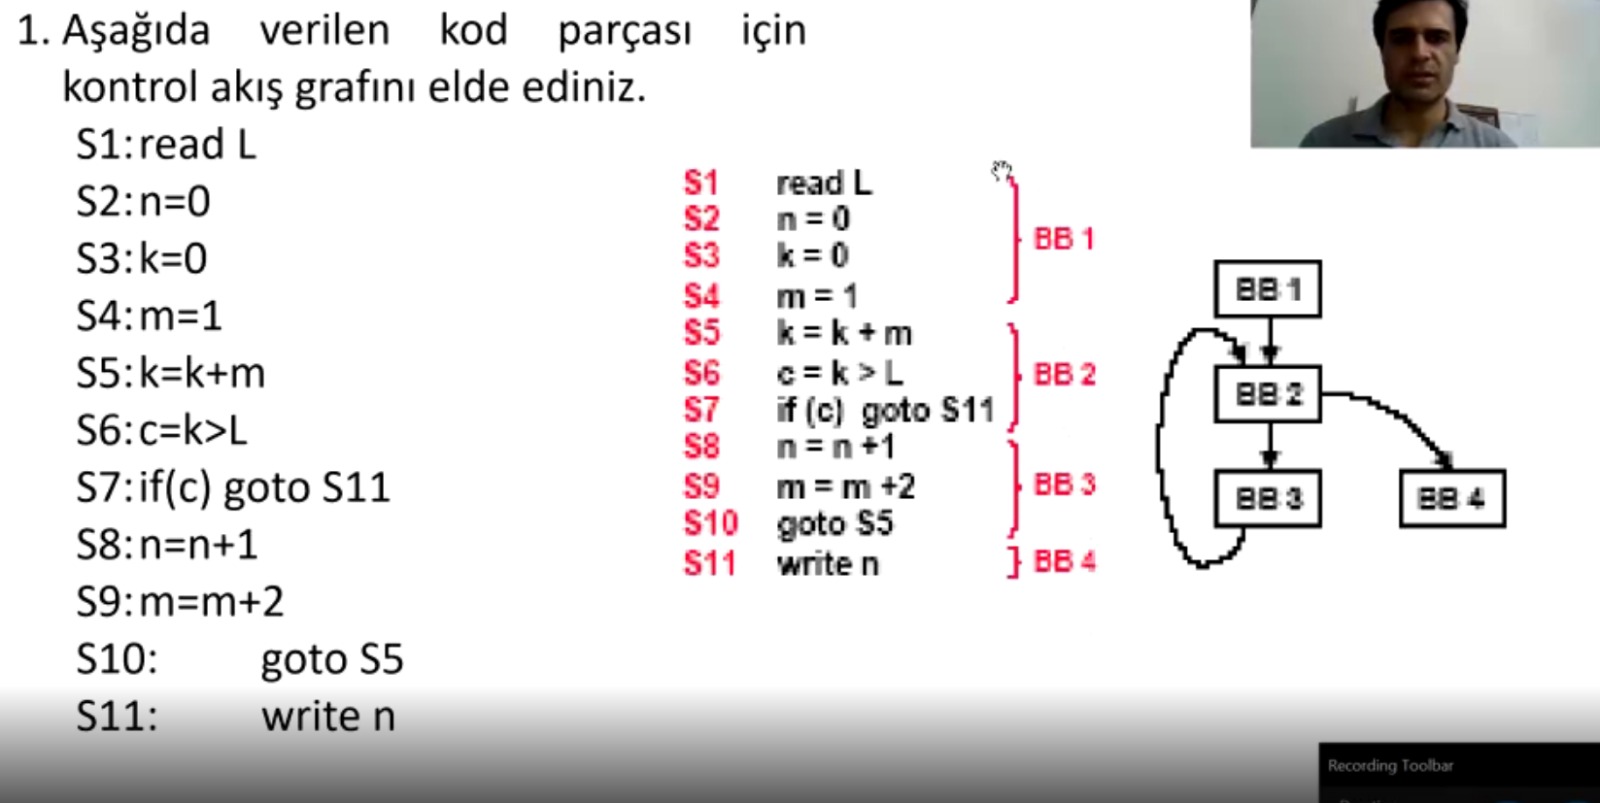 1. Aşağıda verilen kod parçası için
kontrol akış grafını elde ediniz.
S1:read L
S2:n=0
S3:k=0
S4:m=1
S5:k=k+m
S6:c=k>L
S7:if(c) goto S11
S8:n=n+1
S9:m=m+2
S10: goto S5
S11: write n
S1 read L
S2 n = 0
S3 k = 0
S4 m = 1
BB 1
S5 k = k + m
S6 c = k > L
S7 if (c) goto S11
BB 2
S8 n = n +1
S9 m = m +2
S10 goto S5
BB 3
S11 write n
} BB 4
BB 1
BB 2
BB 3
BB 4
Recording Toolbar